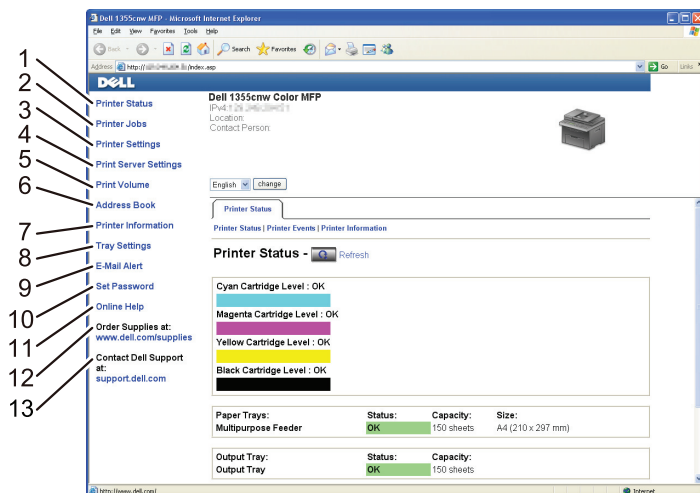 Dell 1355cnw MFP - Microsoft Internet Explorer
File Edit View Favorites Tools Help
Back Search Favorites
Address http:// /index.asp Go Links
DELL
1
2
3
4
5
6
7
8
9
10
11
12
13
Printer Status
Printer Jobs
Printer Settings
Print Server Settings
Print Volume
Address Book
Printer Information
Tray Settings
E-Mail Alert
Set Password
Online Help
Order Supplies at:
www.dell.com/supplies
Contact Dell Support
at:
support.dell.com
Dell 1355cnw Color MFP
IPv4:
Location:
Contact Person:
English change
Printer Status
Printer Status | Printer Events | Printer Information
Printer Status - Refresh
Cyan Cartridge Level : OK
Magenta Cartridge Level : OK
Yellow Cartridge Level : OK
Black Cartridge Level : OK
Paper Trays: Status: Capacity: Size:
Multipurpose Feeder OK 150 sheets A4 (210 x 297 mm)
Output Tray: Status: Capacity:
Output Tray OK 150 sheets
http://www.dell.com/ Internet